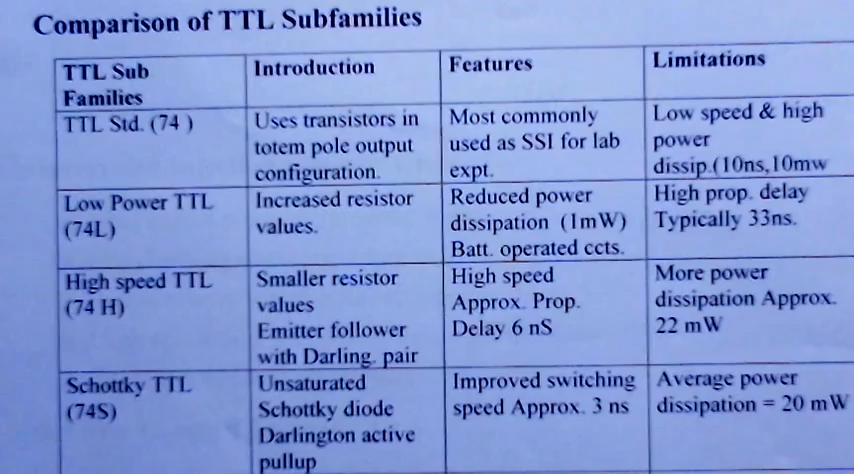 Comparison of TTL Subfamilies
TTL Sub
Families
Introduction
Features
Limitations
TTL Std. (74 )
Uses transistors in
totem pole output
configuration.
Most commonly
used as SSI for lab
expt.
Low speed & high
power
dissip.(10ns,10mw
Low Power TTL
(74L)
Increased resistor
values.
Reduced power
dissipation (1mW)
Batt. operated ccts.
High prop. delay
Typically 33ns.
High speed TTL
(74 H)
Smaller resistor
values
Emitter follower
with Darling. pair
High speed
Approx. Prop.
Delay 6 nS
More power
dissipation Approx.
22 mW
Schottky TTL
(74S)
Unsaturated
Schottky diode
Darlington active
pullup
Improved switching
speed Approx. 3 ns
Average power
dissipation = 20 mW